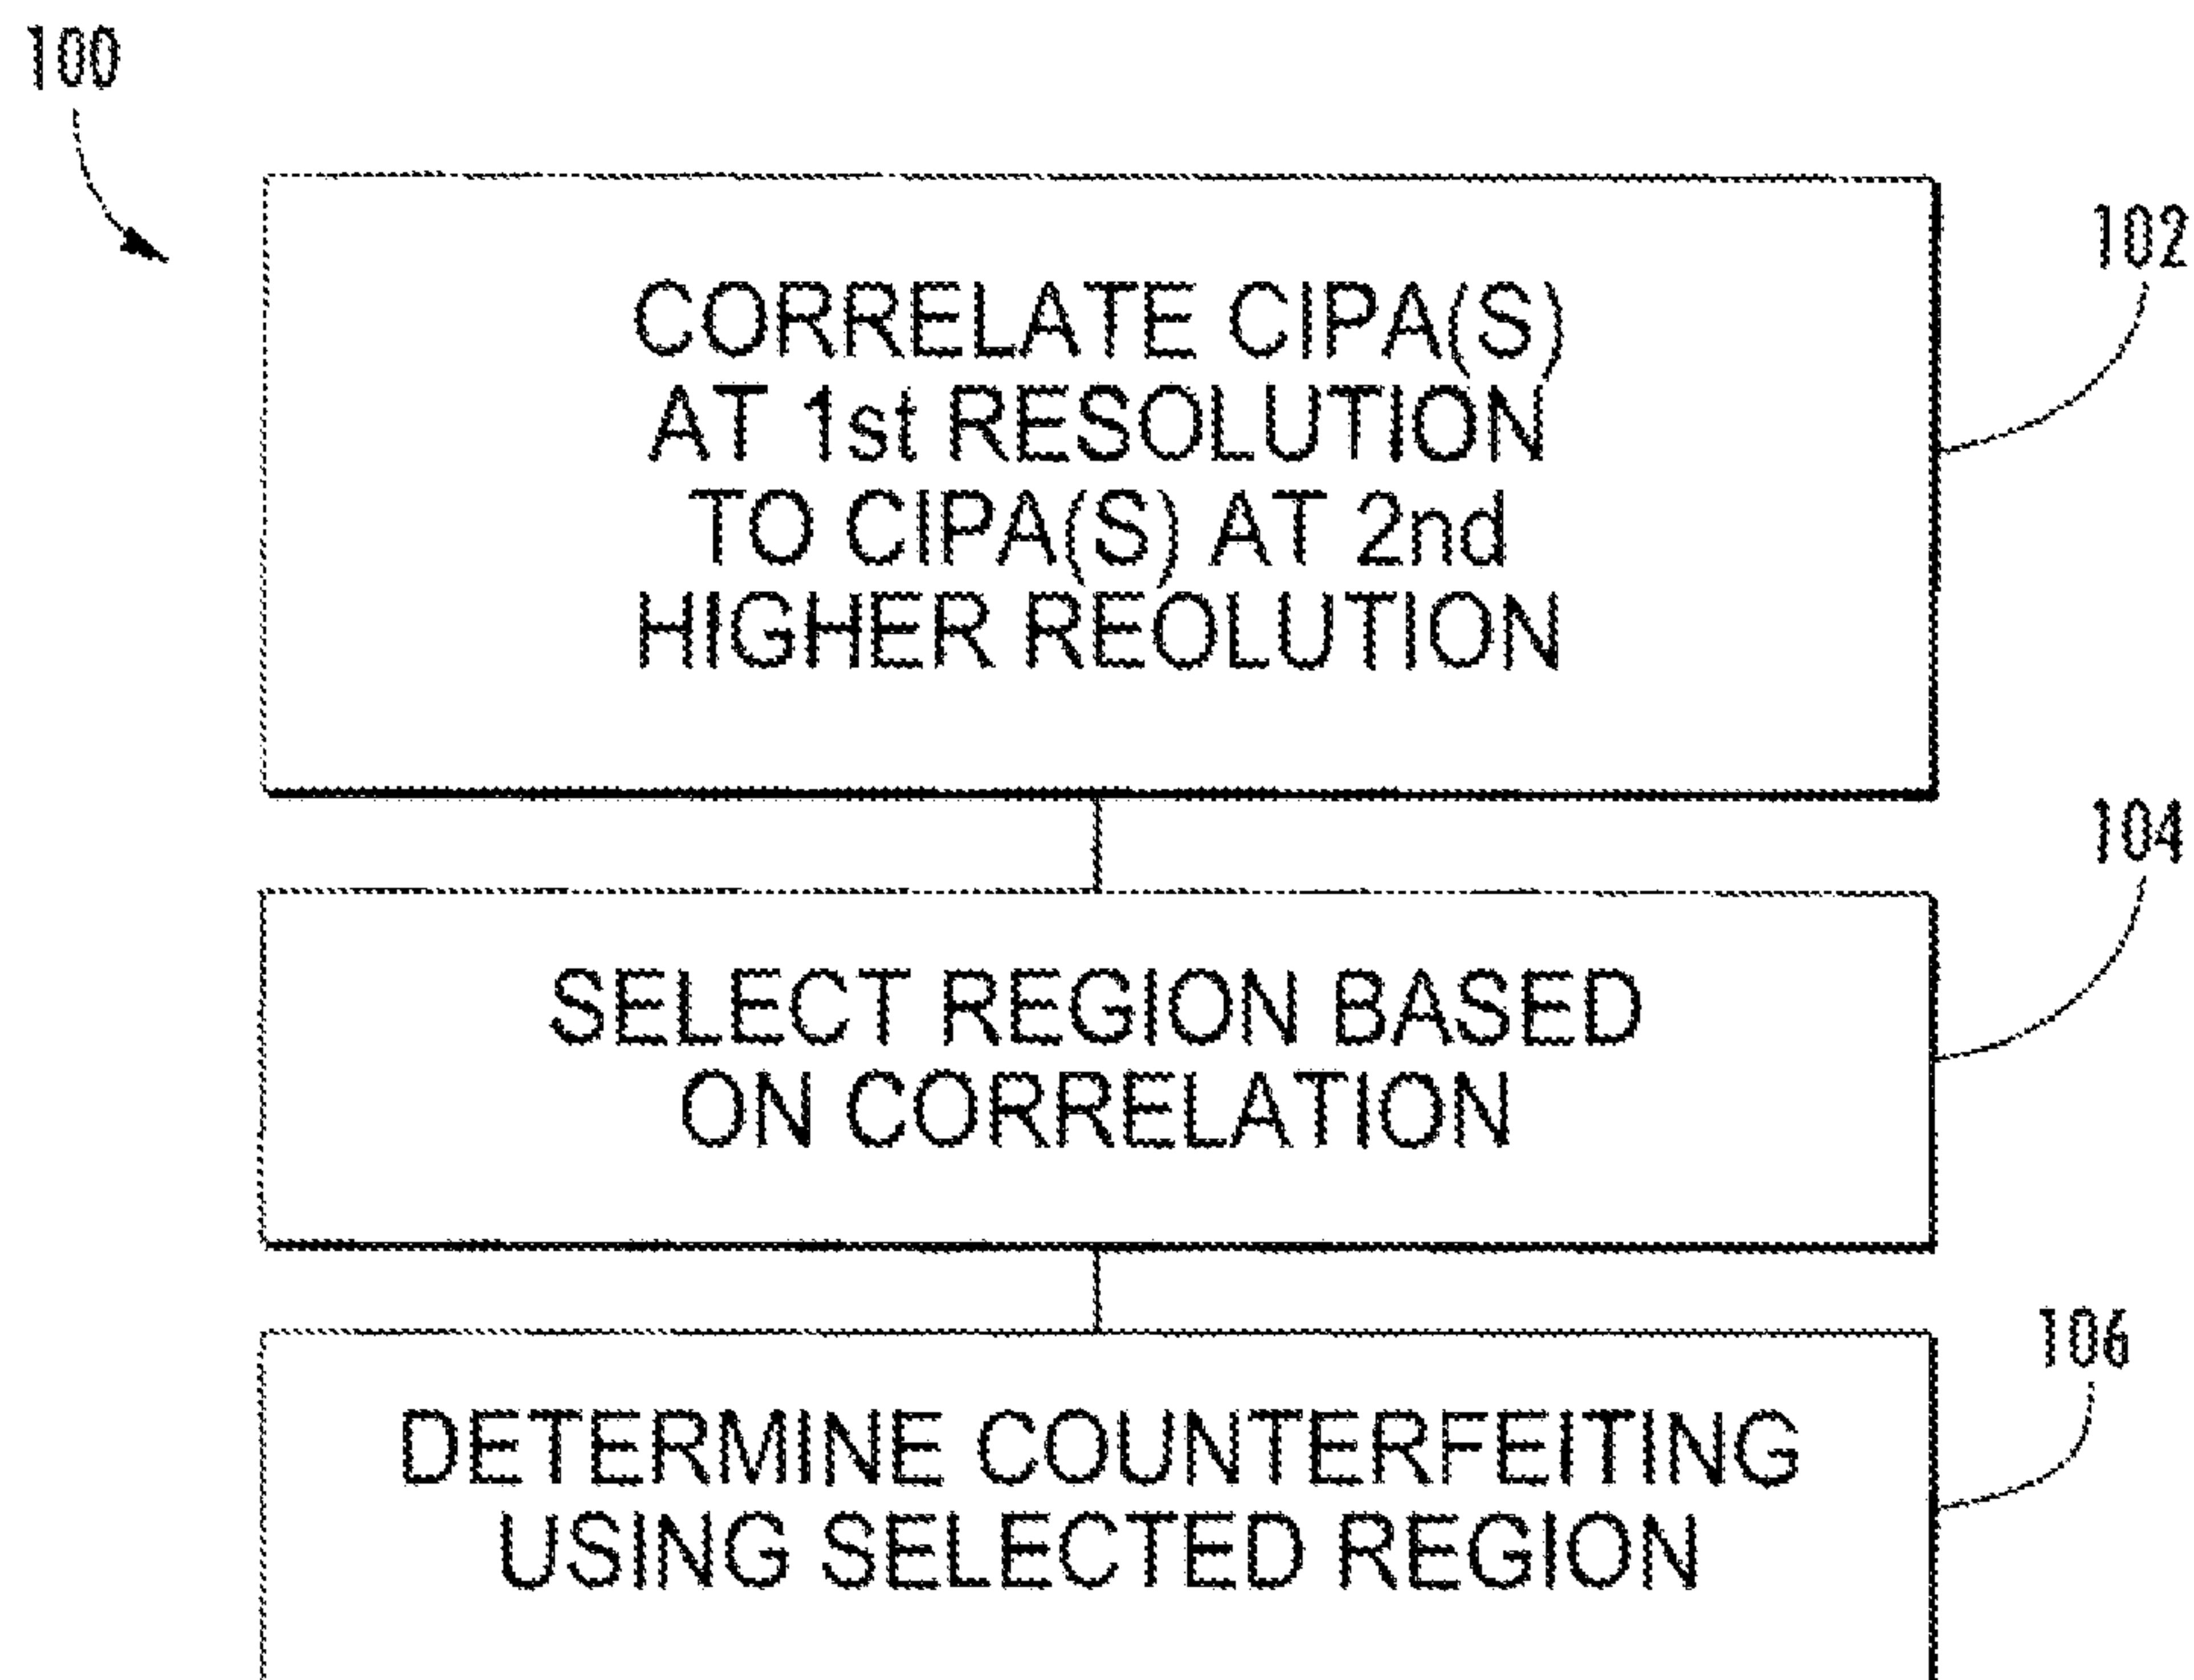 100
102
CORRELATE CIPA(S)
AT 1st RESOLUTION
TO CIPA(S) AT 2nd
HIGHER REOLUTION
104
SELECT REGION BASED
ON CORRELATION
106
DETERMINE COUNTERFEITING
USING SELECTED REGION